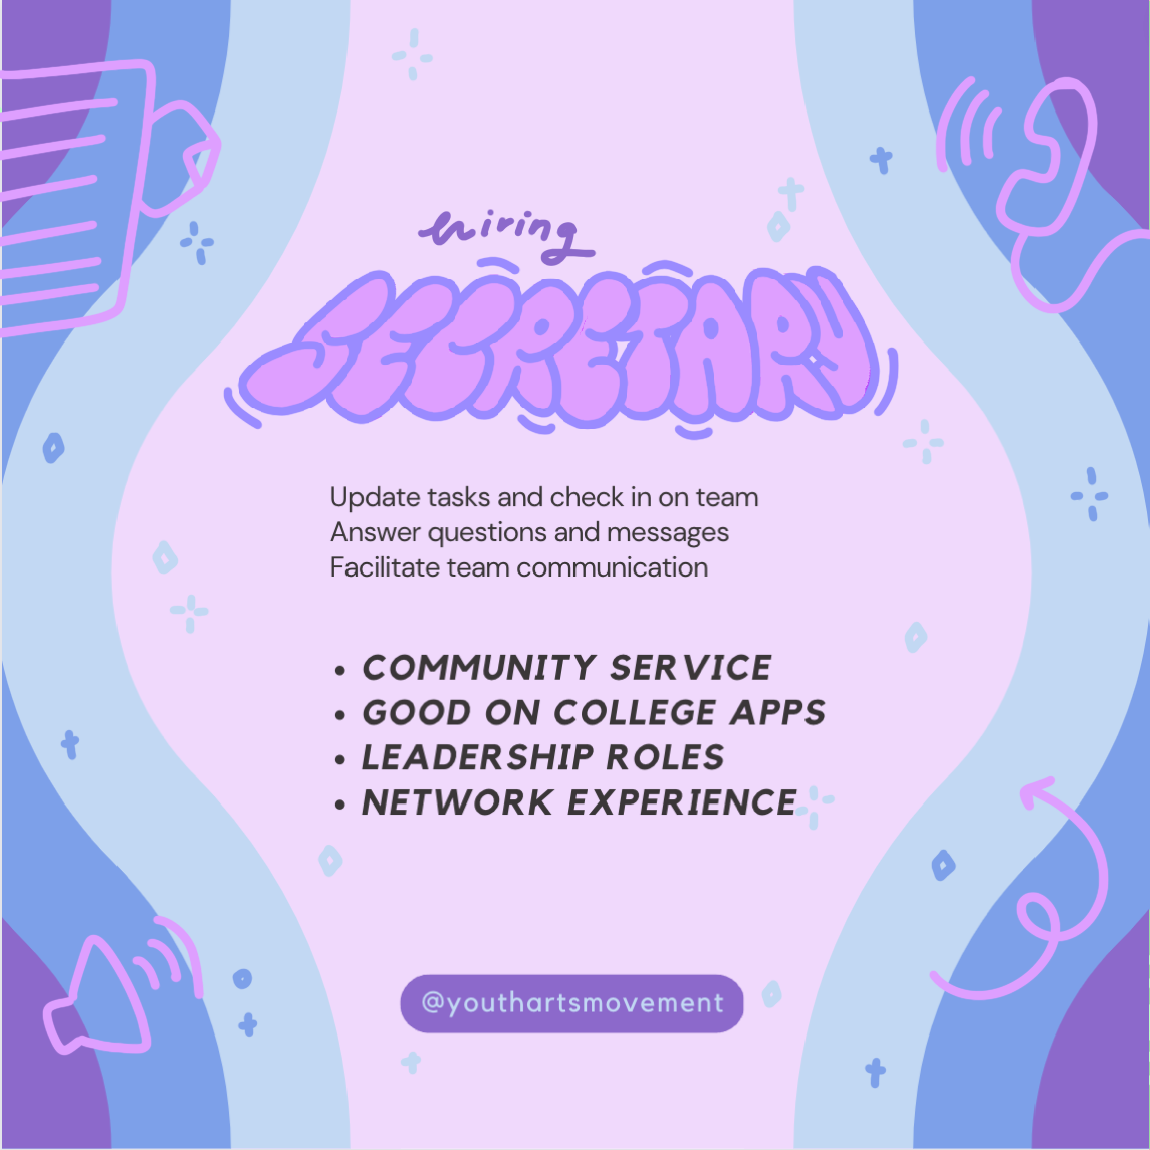 hiring
SECRETARY
Update tasks and check in on team
Answer questions and messages
Facilitate team communication
• COMMUNITY SERVICE
• GOOD ON COLLEGE APPS
• LEADERSHIP ROLES
• NETWORK EXPERIENCE
@youthartsmovement